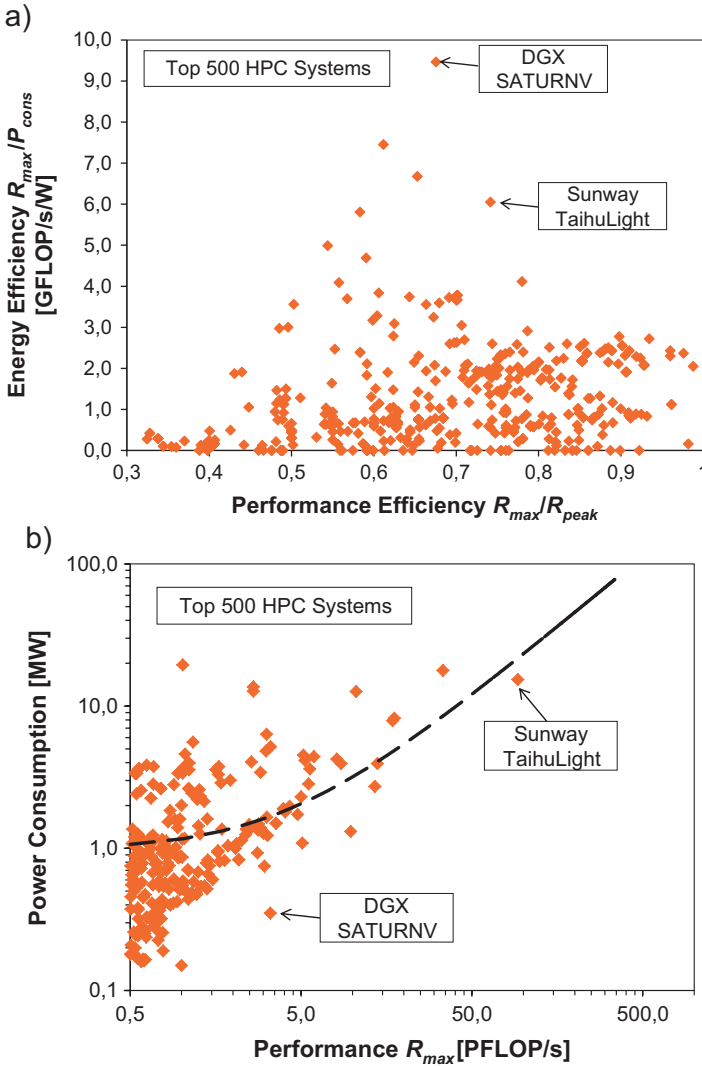 a)
10,0
9,0
8,0
7,0
6,0
5,0
4,0
3,0
2,0
1,0
0,0
Energy Efficiency Rmax/Pcons
[GFLOP/s/W]
Top 500 HPC Systems
DGX
SATURNV
Sunway
TaihuLight
0,3 0,4 0,5 0,6 0,7 0,8 0,9 1
Performance Efficiency Rmax/Rpeak
b)
100,0
10,0
1,0
0,1
Power Consumption [MW]
Top 500 HPC Systems
Sunway
TaihuLight
DGX
SATURNV
0,5 5,0 50,0 500,0
Performance Rmax [PFLOP/s]